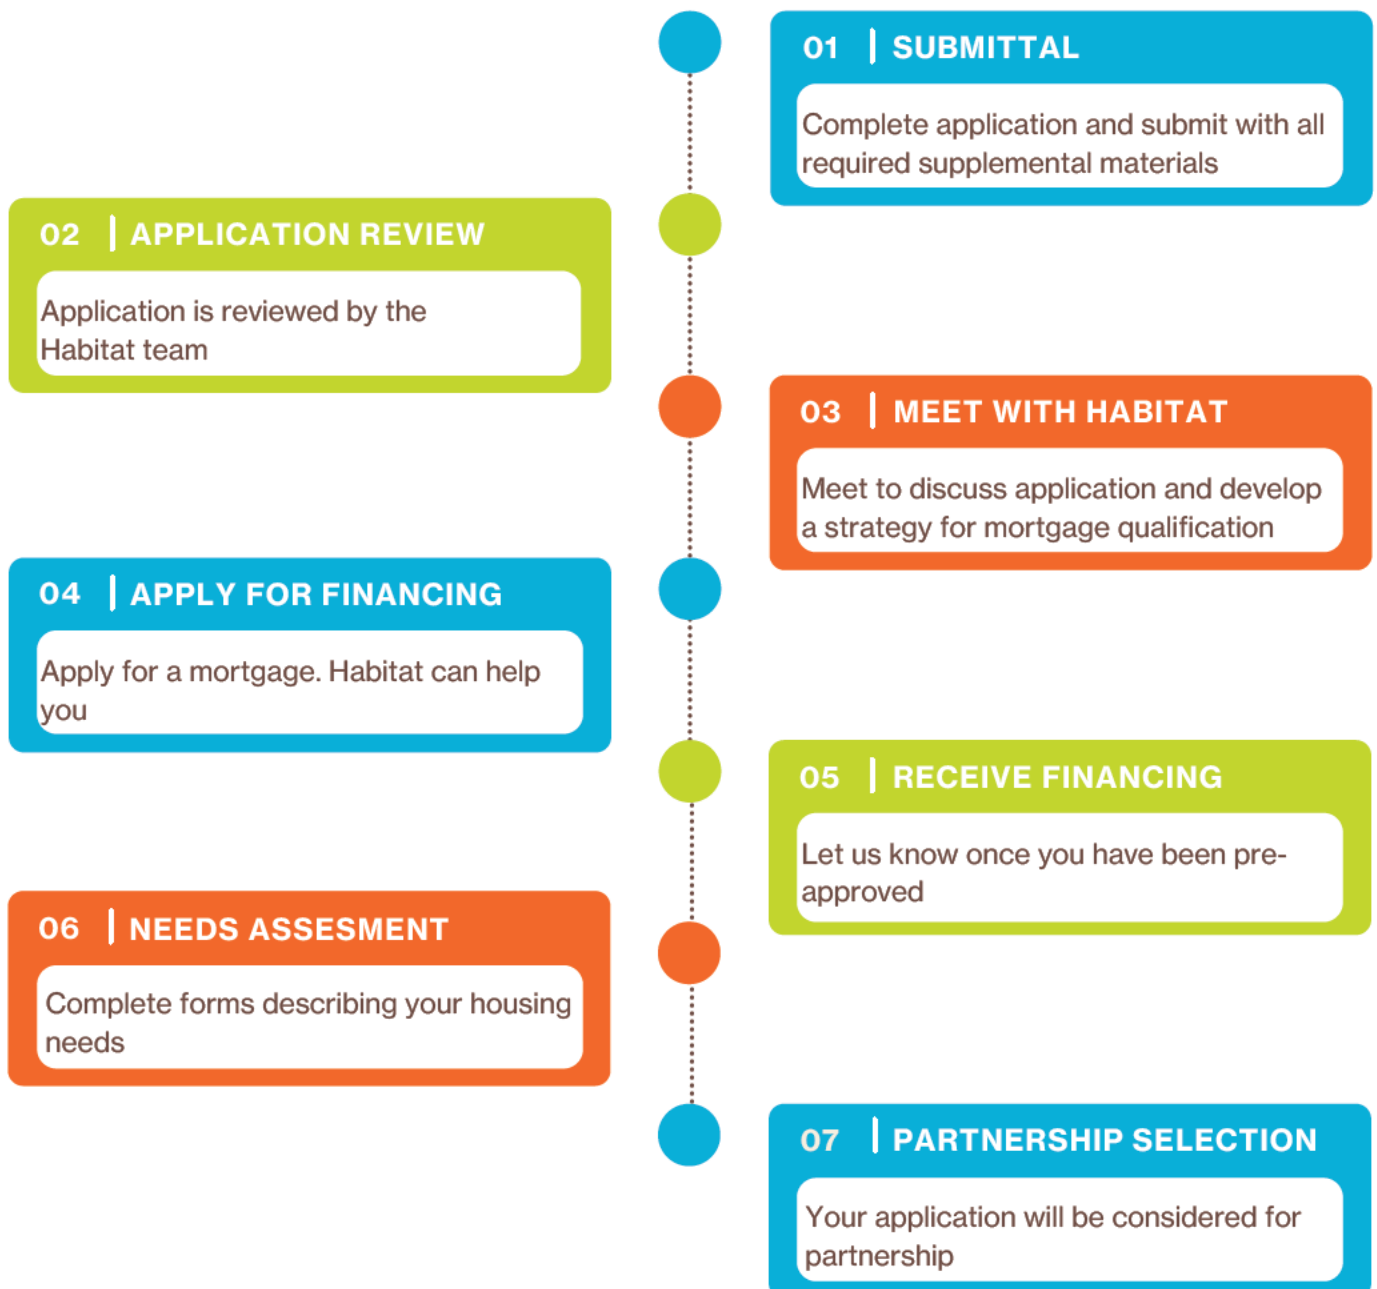 01 | SUBMITTAL
Complete application and submit with all
required supplemental materials
02 | APPLICATION REVIEW
Application is reviewed by the
Habitat team
03 | MEET WITH HABITAT
Meet to discuss application and develop
a strategy for mortgage qualification
04 | APPLY FOR FINANCING
Apply for a mortgage. Habitat can help
you
05 | RECEIVE FINANCING
Let us know once you have been pre-
approved
06 | NEEDS ASSESMENT
Complete forms describing your housing
needs
07 | PARTNERSHIP SELECTION
Your application will be considered for
partnership